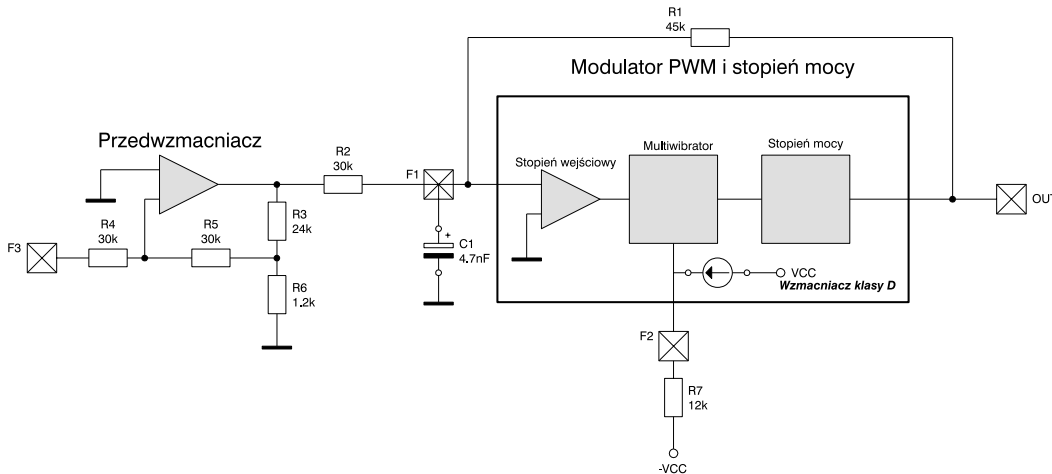 R1
45k
Modulator PWM i stopień mocy
Przedwzmacniacz
R2
30k
F1
Stopień wejściowy
Multiwibrator
Stopień mocy
OUT
R3
24k
R4
30k
R5
30k
F3
+
C1
4.7nF
R6
1.2k
VCC
Wzmacniacz klasy D
F2
R7
12k
-VCC